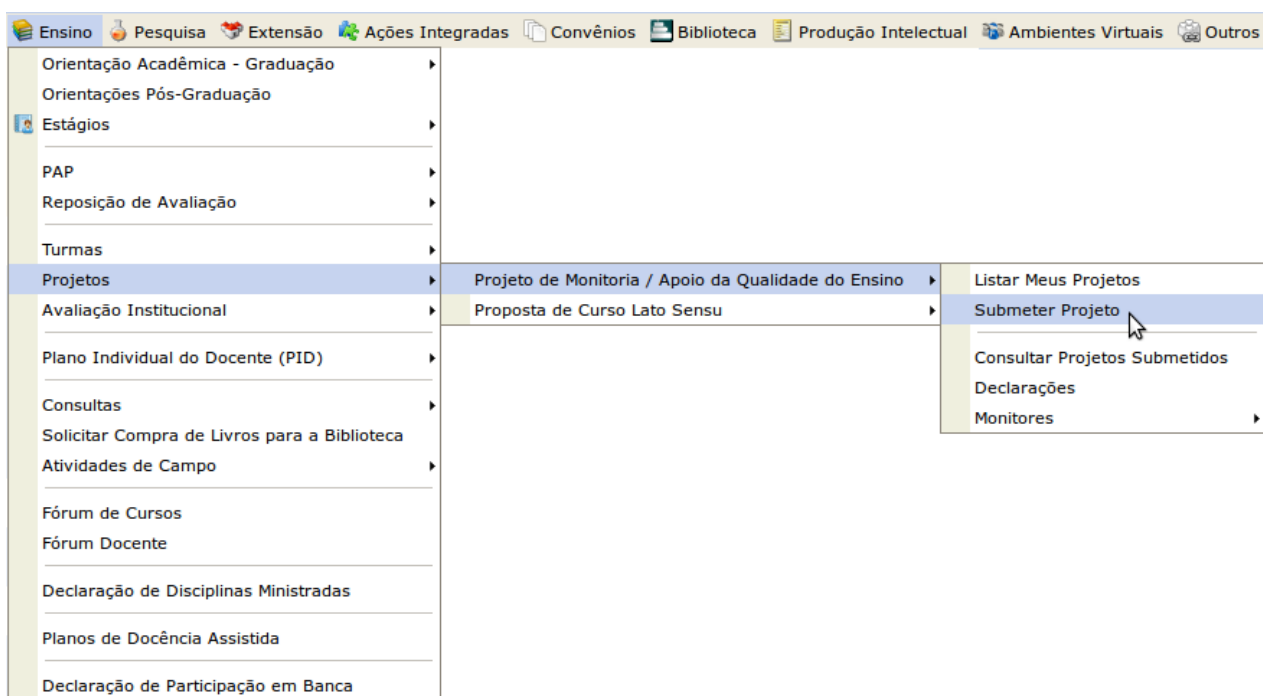 Ensino Pesquisa Extensão Ações Integradas Convênios Biblioteca Produção Intelectual Ambientes Virtuais Outros
Orientação Acadêmica - Graduação
Orientações Pós-Graduação
Estágios
PAP
Reposição de Avaliação
Turmas
Projetos
Avaliação Institucional
Plano Individual do Docente (PID)
Consultas
Solicitar Compra de Livros para a Biblioteca
Atividades de Campo
Fórum de Cursos
Fórum Docente
Declaração de Disciplinas Ministradas
Planos de Docência Assistida
Declaração de Participação em Banca
Projeto de Monitoria / Apoio da Qualidade do Ensino
Proposta de Curso Lato Sensu
Listar Meus Projetos
Submeter Projeto
Consultar Projetos Submetidos
Declarações
Monitores